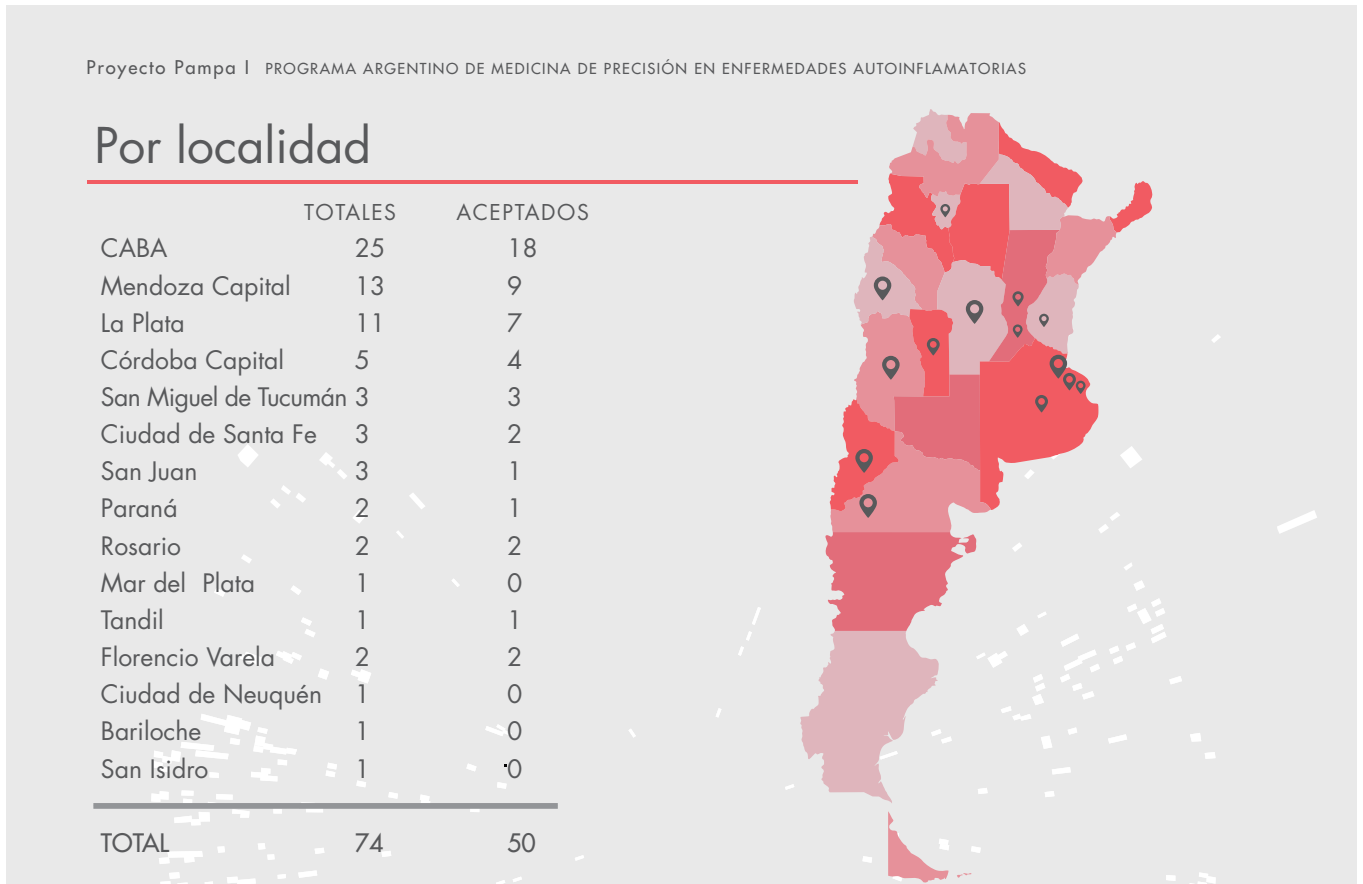 Proyecto Pampa I PROGRAMA ARGENTINO DE MEDICINA DE PRECISIÓN EN ENFERMEDADES AUTOINFLAMATORIAS
Por localidad
TOTALES ACEPTADOS
CABA 25 18
Mendoza Capital 13 9
La Plata 11 7
Córdoba Capital 5 4
San Miguel de Tucumán 3 3
Ciudad de Santa Fe 3 2
San Juan 3 1
Paraná 2 1
Rosario 2 2
Mar del Plata 1 0
Tandil 1 1
Florencio Varela 2 2
Ciudad de Neuquén 1 0
Bariloche 1 0
San Isidro 1 0
TOTAL 74 50